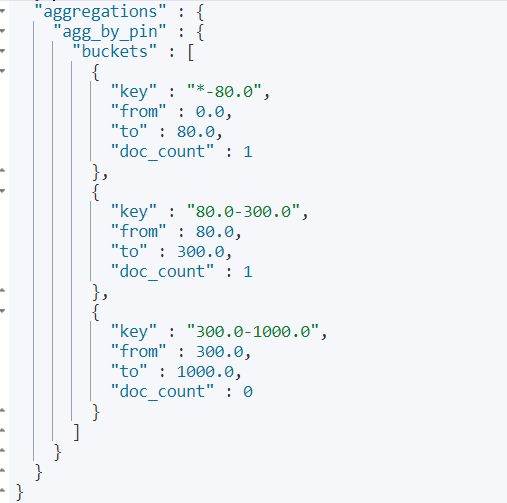 "aggregations" : {
"agg_by_pin" : {
"buckets" : [
{
"key" : "*-80.0",
"from" : 0.0,
"to" : 80.0,
"doc_count" : 1
},
{
"key" : "80.0-300.0",
"from" : 80.0,
"to" : 300.0,
"doc_count" : 1
},
{
"key" : "300.0-1000.0",
"from" : 300.0,
"to" : 1000.0,
"doc_count" : 0
}
]
}
}
}